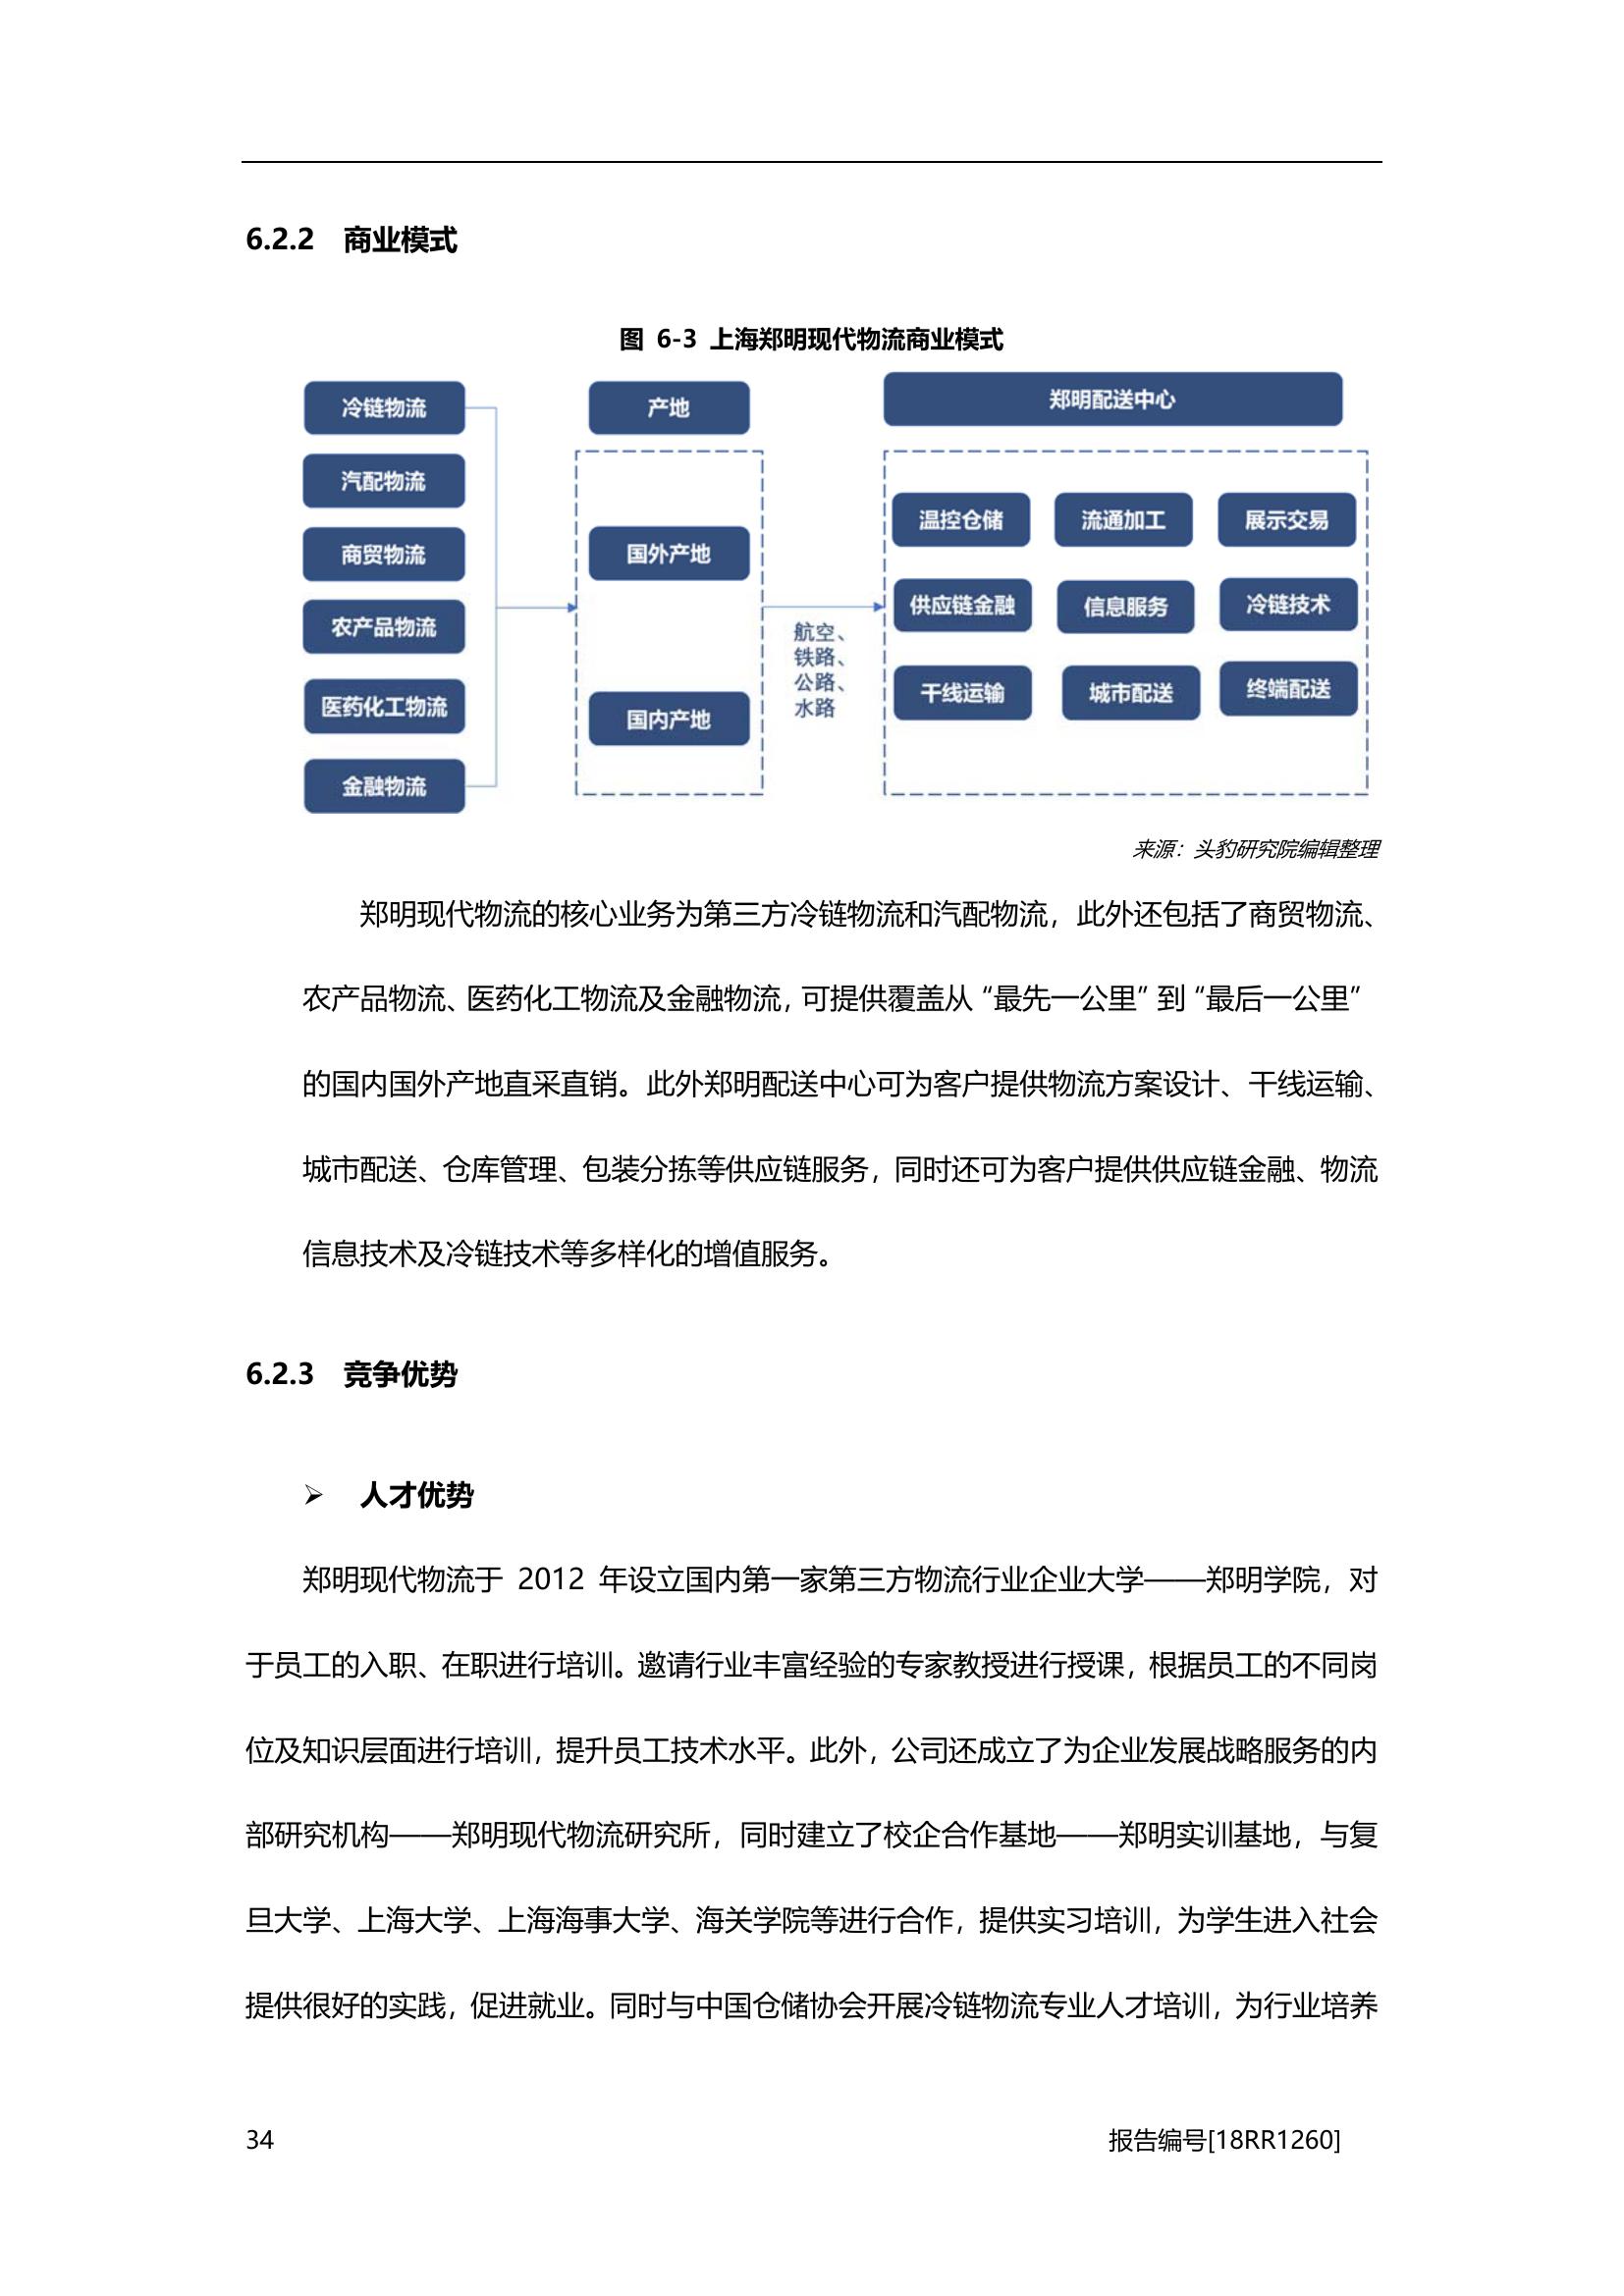 6.2.2 商业模式
图 6-3 上海郑明现代物流商业模式
冷链物流
汽配物流
商贸物流
农产品物流
医药化工物流
金融物流
产地
国外产地
国内产地
航空、
铁路、
公路、
水路
郑明配送中心
温控仓储 流通加工 展示交易
供应链金融 信息服务 冷链技术
干线运输 城市配送 终端配送
来源：头豹研究院编辑整理
郑明现代物流的核心业务为第三方冷链物流和汽配物流，此外还包括了商贸物流、
农产品物流、医药化工物流及金融物流，可提供覆盖从“最先一公里”到“最后一公里”
的国内国外产地直采直销。此外郑明配送中心可为客户提供物流方案设计、干线运输、
城市配送、仓库管理、包装分拣等供应链服务，同时还可为客户提供供应链金融、物流
信息技术及冷链技术等多样化的增值服务。
6.2.3 竞争优势
➢ 人才优势
郑明现代物流于 2012 年设立国内第一家第三方物流行业企业大学——郑明学院，对
于员工的入职、在职进行培训。邀请行业丰富经验的专家教授进行授课，根据员工的不同岗
位及知识层面进行培训，提升员工技术水平。此外，公司还成立了为企业发展战略服务的内
部研究机构——郑明现代物流研究所，同时建立了校企合作基地——郑明实训基地，与复
旦大学、上海大学、上海海事大学、海关学院等进行合作，提供实习培训，为学生进入社会
提供很好的实践，促进就业。同时与中国仓储协会开展冷链物流专业人才培训，为行业培养
34 报告编号[18RR1260]